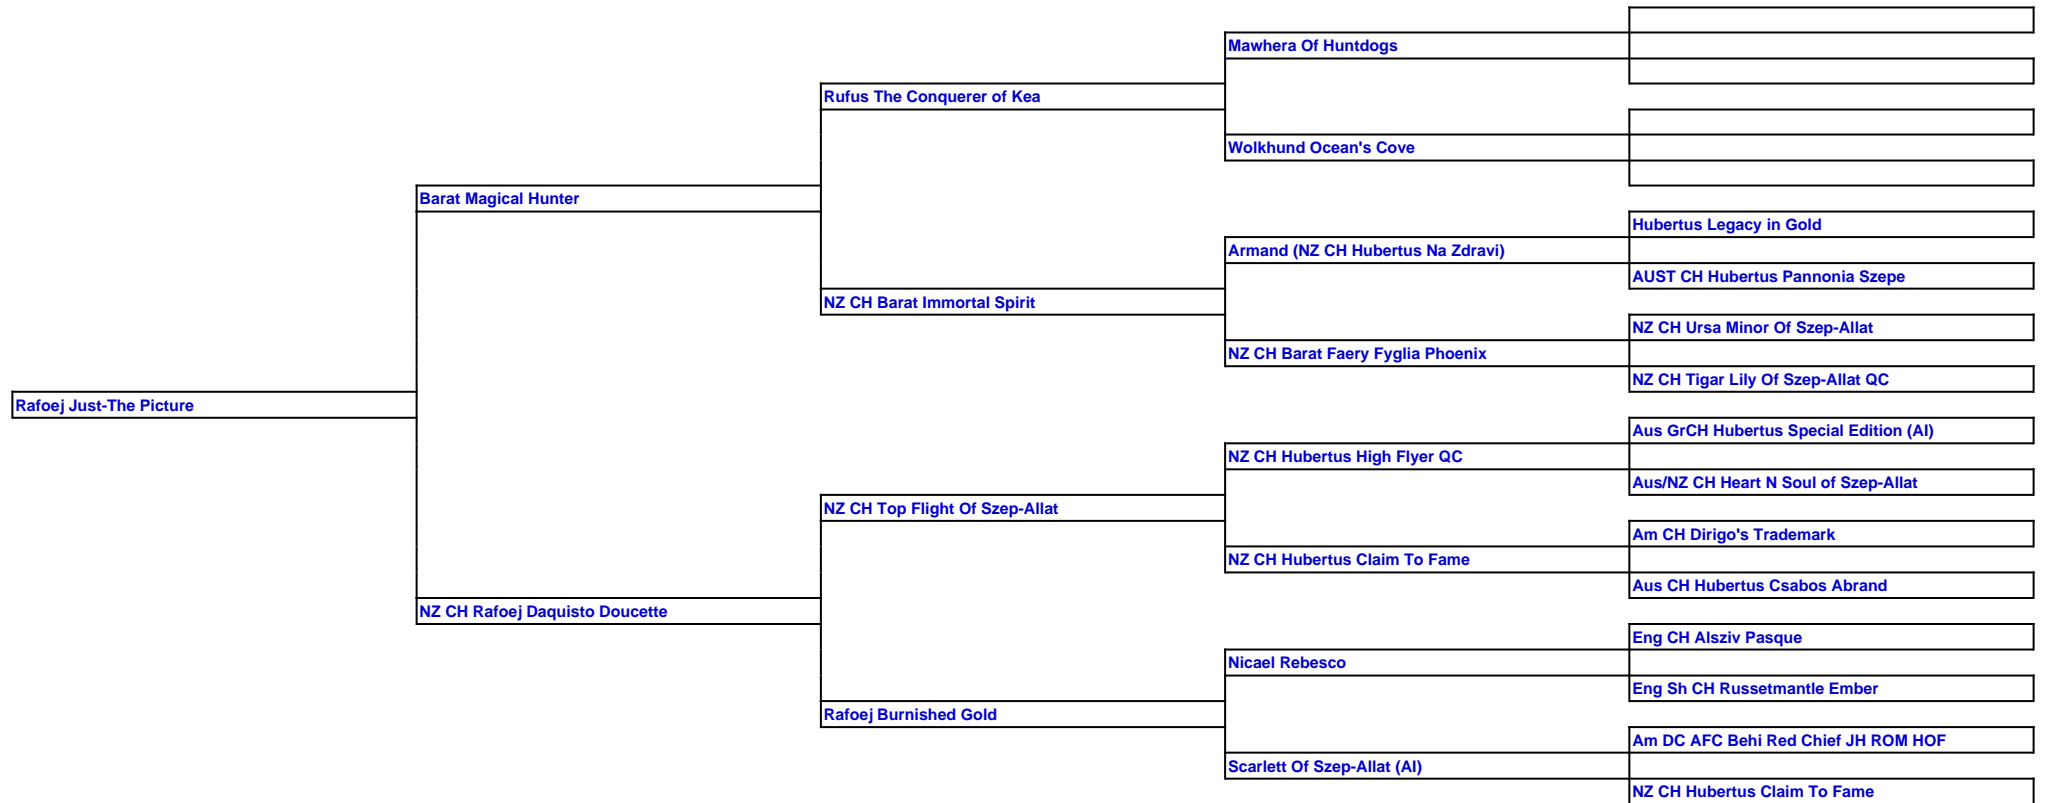 Mawhera Of Huntdogs
Rufus The Conquerer of Kea
Wolkhund Ocean's Cove
Barat Magical Hunter
Hubertus Legacy in Gold
Armand (NZ CH Hubertus Na Zdravi)
AUST CH Hubertus Pannonia Szepe
NZ CH Barat Immortal Spirit
NZ CH Ursa Minor Of Szep-Allat
NZ CH Barat Faery Fyglia Phoenix
NZ CH Tigar Lily Of Szep-Allat QC
Rafoej Just-The Picture
Aus GrCH Hubertus Special Edition (AI)
NZ CH Hubertus High Flyer QC
Aus/NZ CH Heart N Soul of Szep-Allat
NZ CH Top Flight Of Szep-Allat
Am CH Dirigo's Trademark
NZ CH Hubertus Claim To Fame
Aus CH Hubertus Csabos Abrand
NZ CH Rafoej Daquisto Doucette
Eng CH Alsziv Pasque
Nicael Rebesco
Eng Sh CH Russetmantle Ember
Rafoej Burnished Gold
Am DC AFC Behi Red Chief JH ROM HOF
Scarlett Of Szep-Allat (AI)
NZ CH Hubertus Claim To Fame